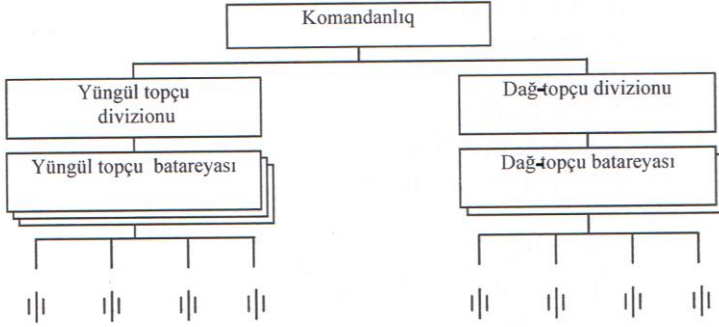 Komandanlıq
Yüngül topçu
divizionu
Dağ-topçu divizionu
Yüngül topçu batareyası
Dağ-topçu batareyası